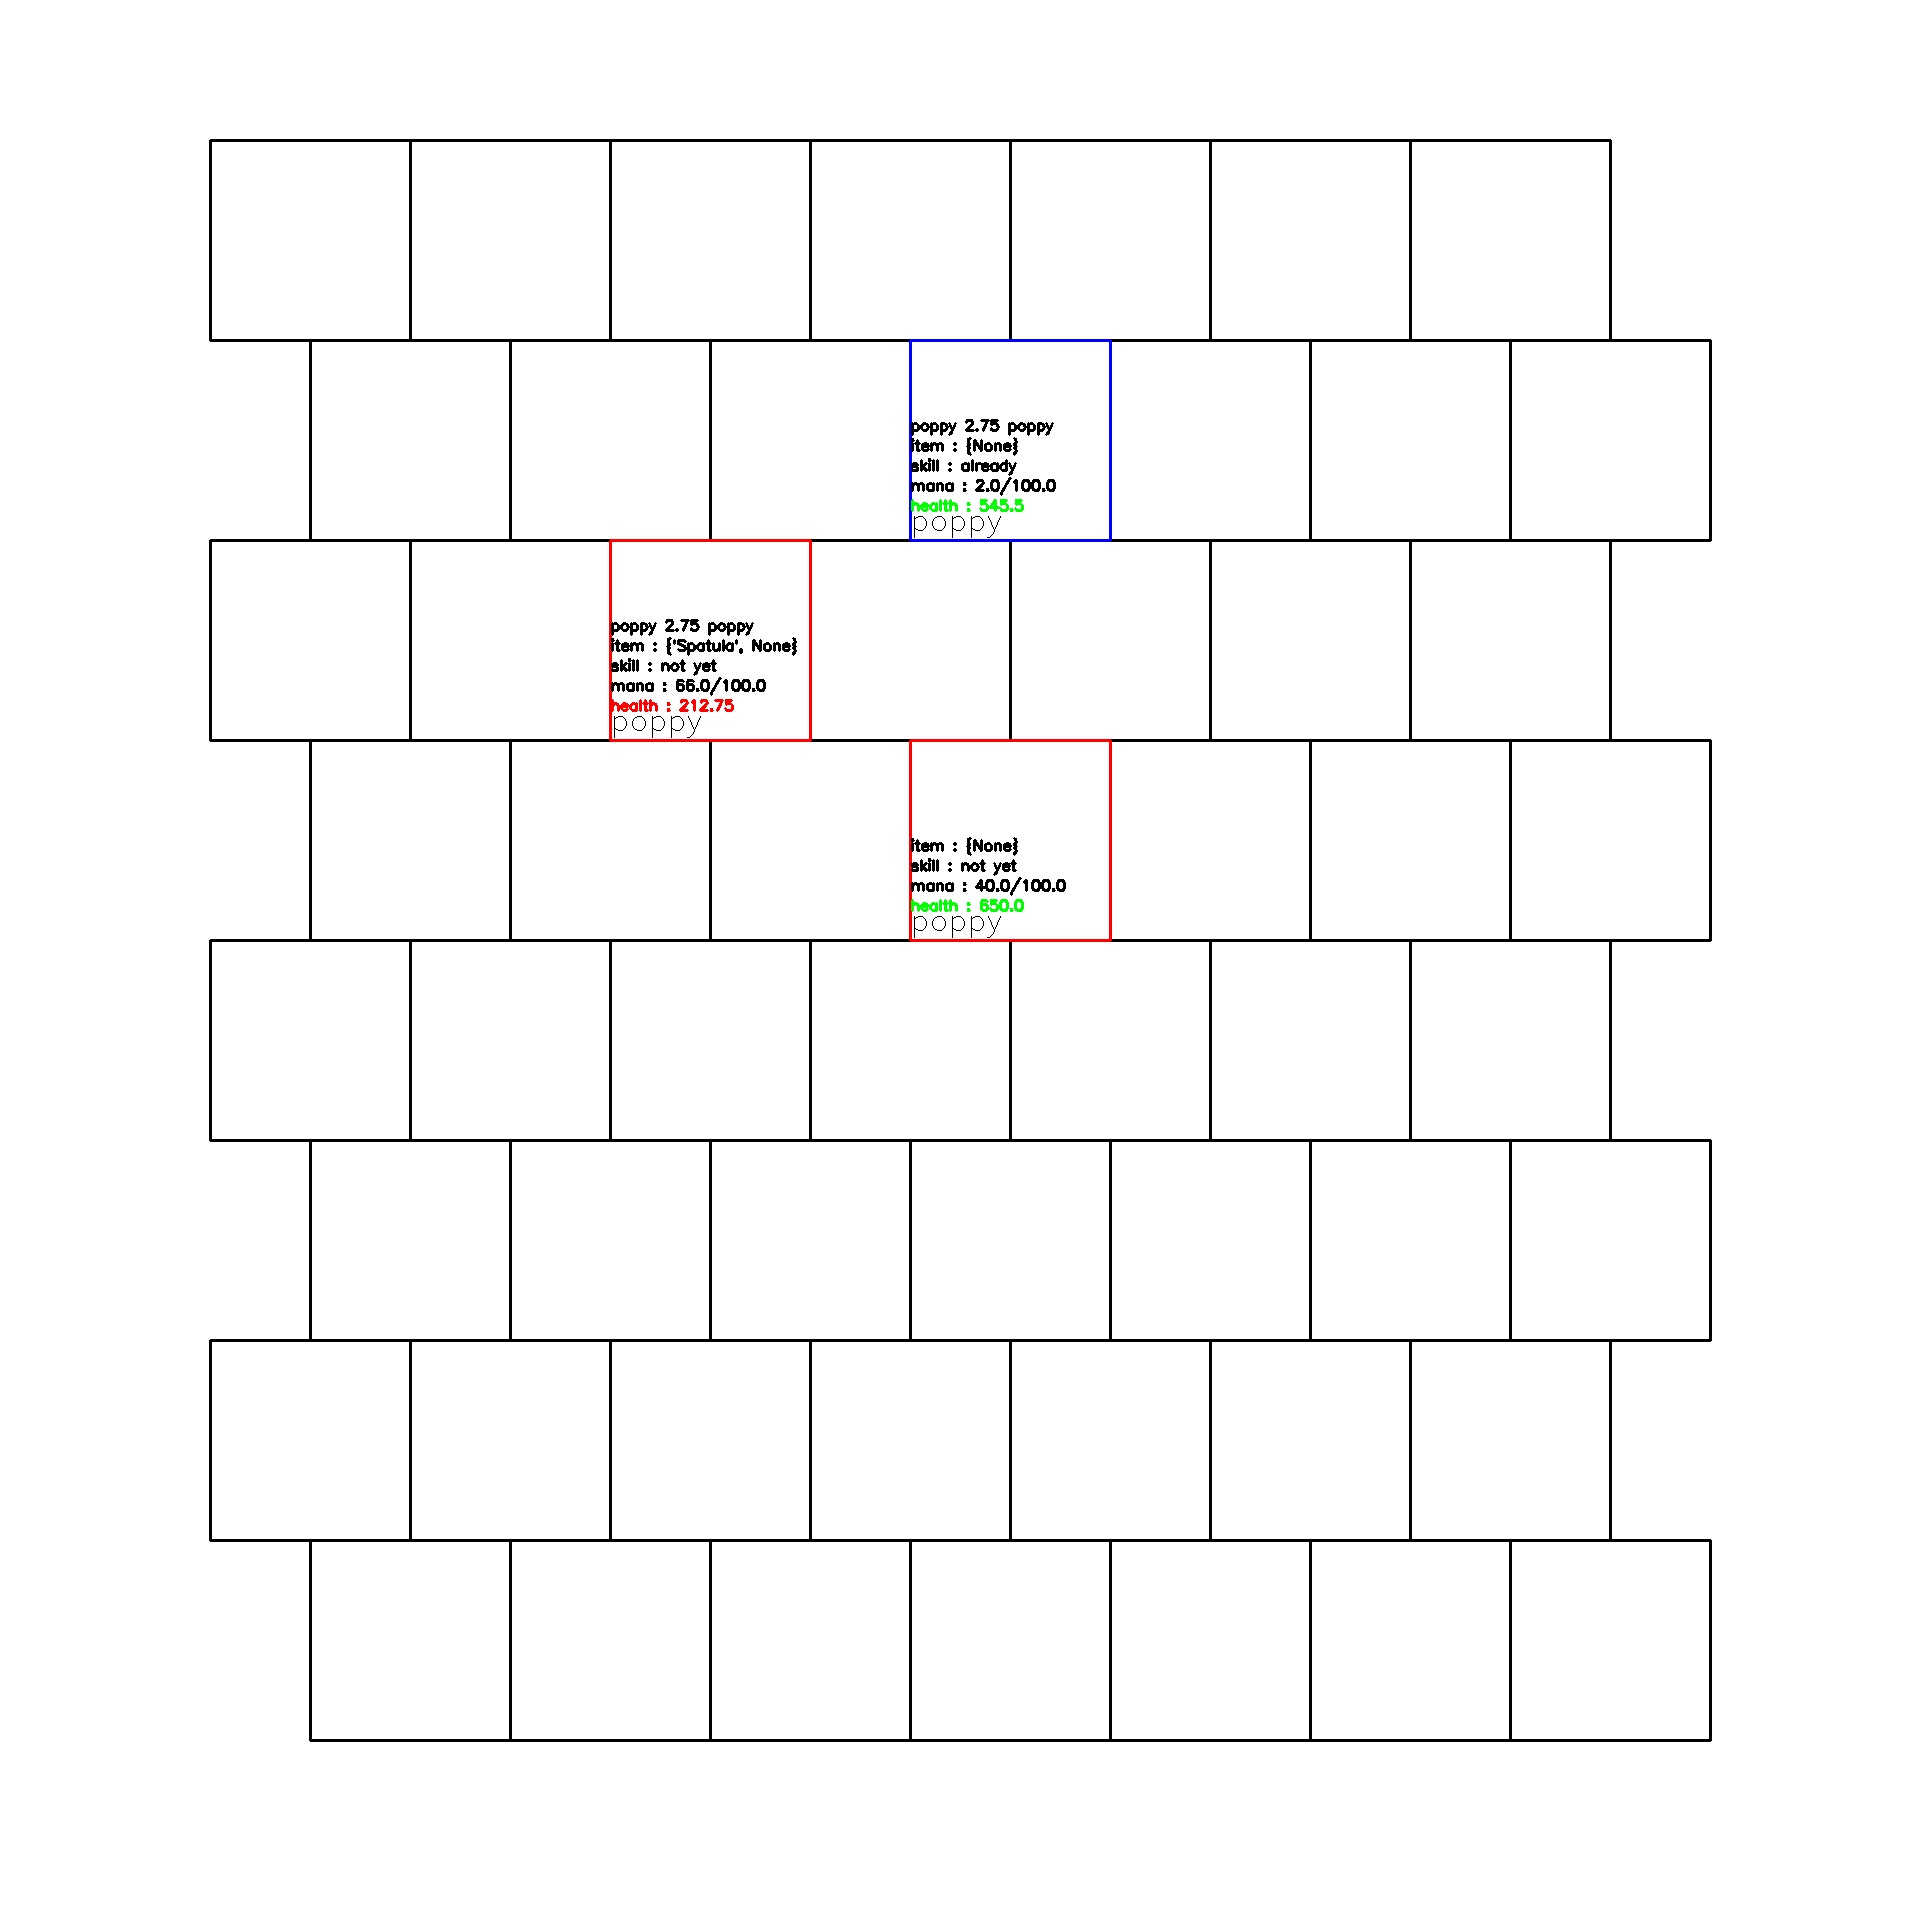 poppy 2.75 poppy
item : {None}
skill : already
mana : 2.0/100.0
health : 545.5
poppy
poppy 2.75 poppy
item : {'Spatula', None}
skill : not yet
mana : 66.0/100.0
health : 212.75
poppy
item : {None}
skill : not yet
mana : 40.0/100.0
health : 650.0
poppy